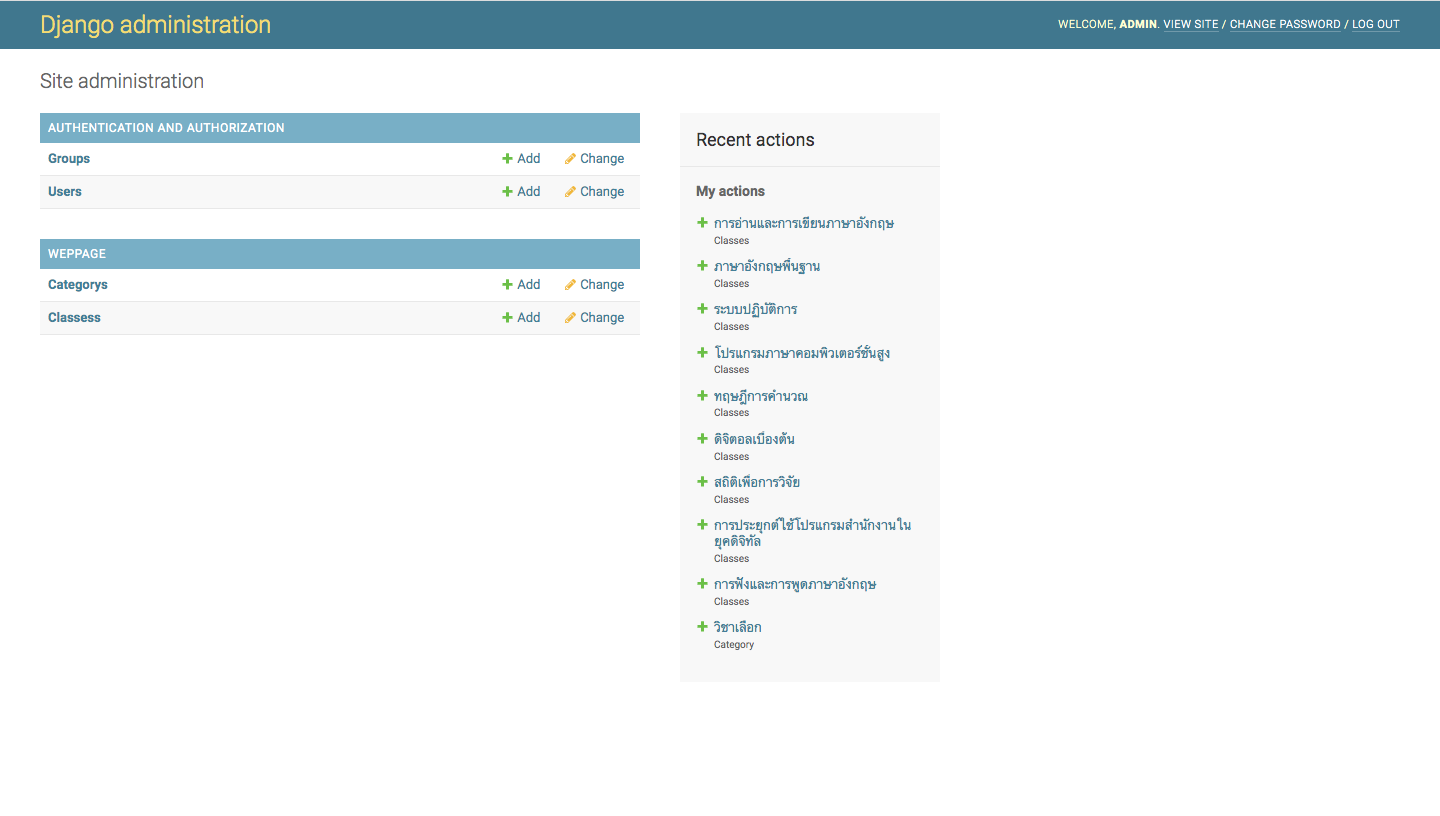 Django administration
WELCOME, ADMIN. VIEW SITE / CHANGE PASSWORD / LOG OUT
Site administration
AUTHENTICATION AND AUTHORIZATION
Groups Add Change
Users Add Change
WEPPAGE
Categorys Add Change
Classess Add Change
Recent actions
My actions
การอ่านและการเขียนภาษาอังกฤษ
Classes
ภาษาอังกฤษพื้นฐาน
Classes
ระบบปฏิบัติการ
Classes
โปรแกรมภาษาคอมพิวเตอร์ชั้นสูง
Classes
ทฤษฎีการคำนวณ
Classes
ดิจิตอลเบื้องต้น
Classes
สถิติเพื่อการวิจัย
Classes
การประยุกต์ใช้โปรแกรมสำนักงานใน
ยุคดิจิทัล
Classes
การฟังและการพูดภาษาอังกฤษ
Classes
วิชาเลือก
Category